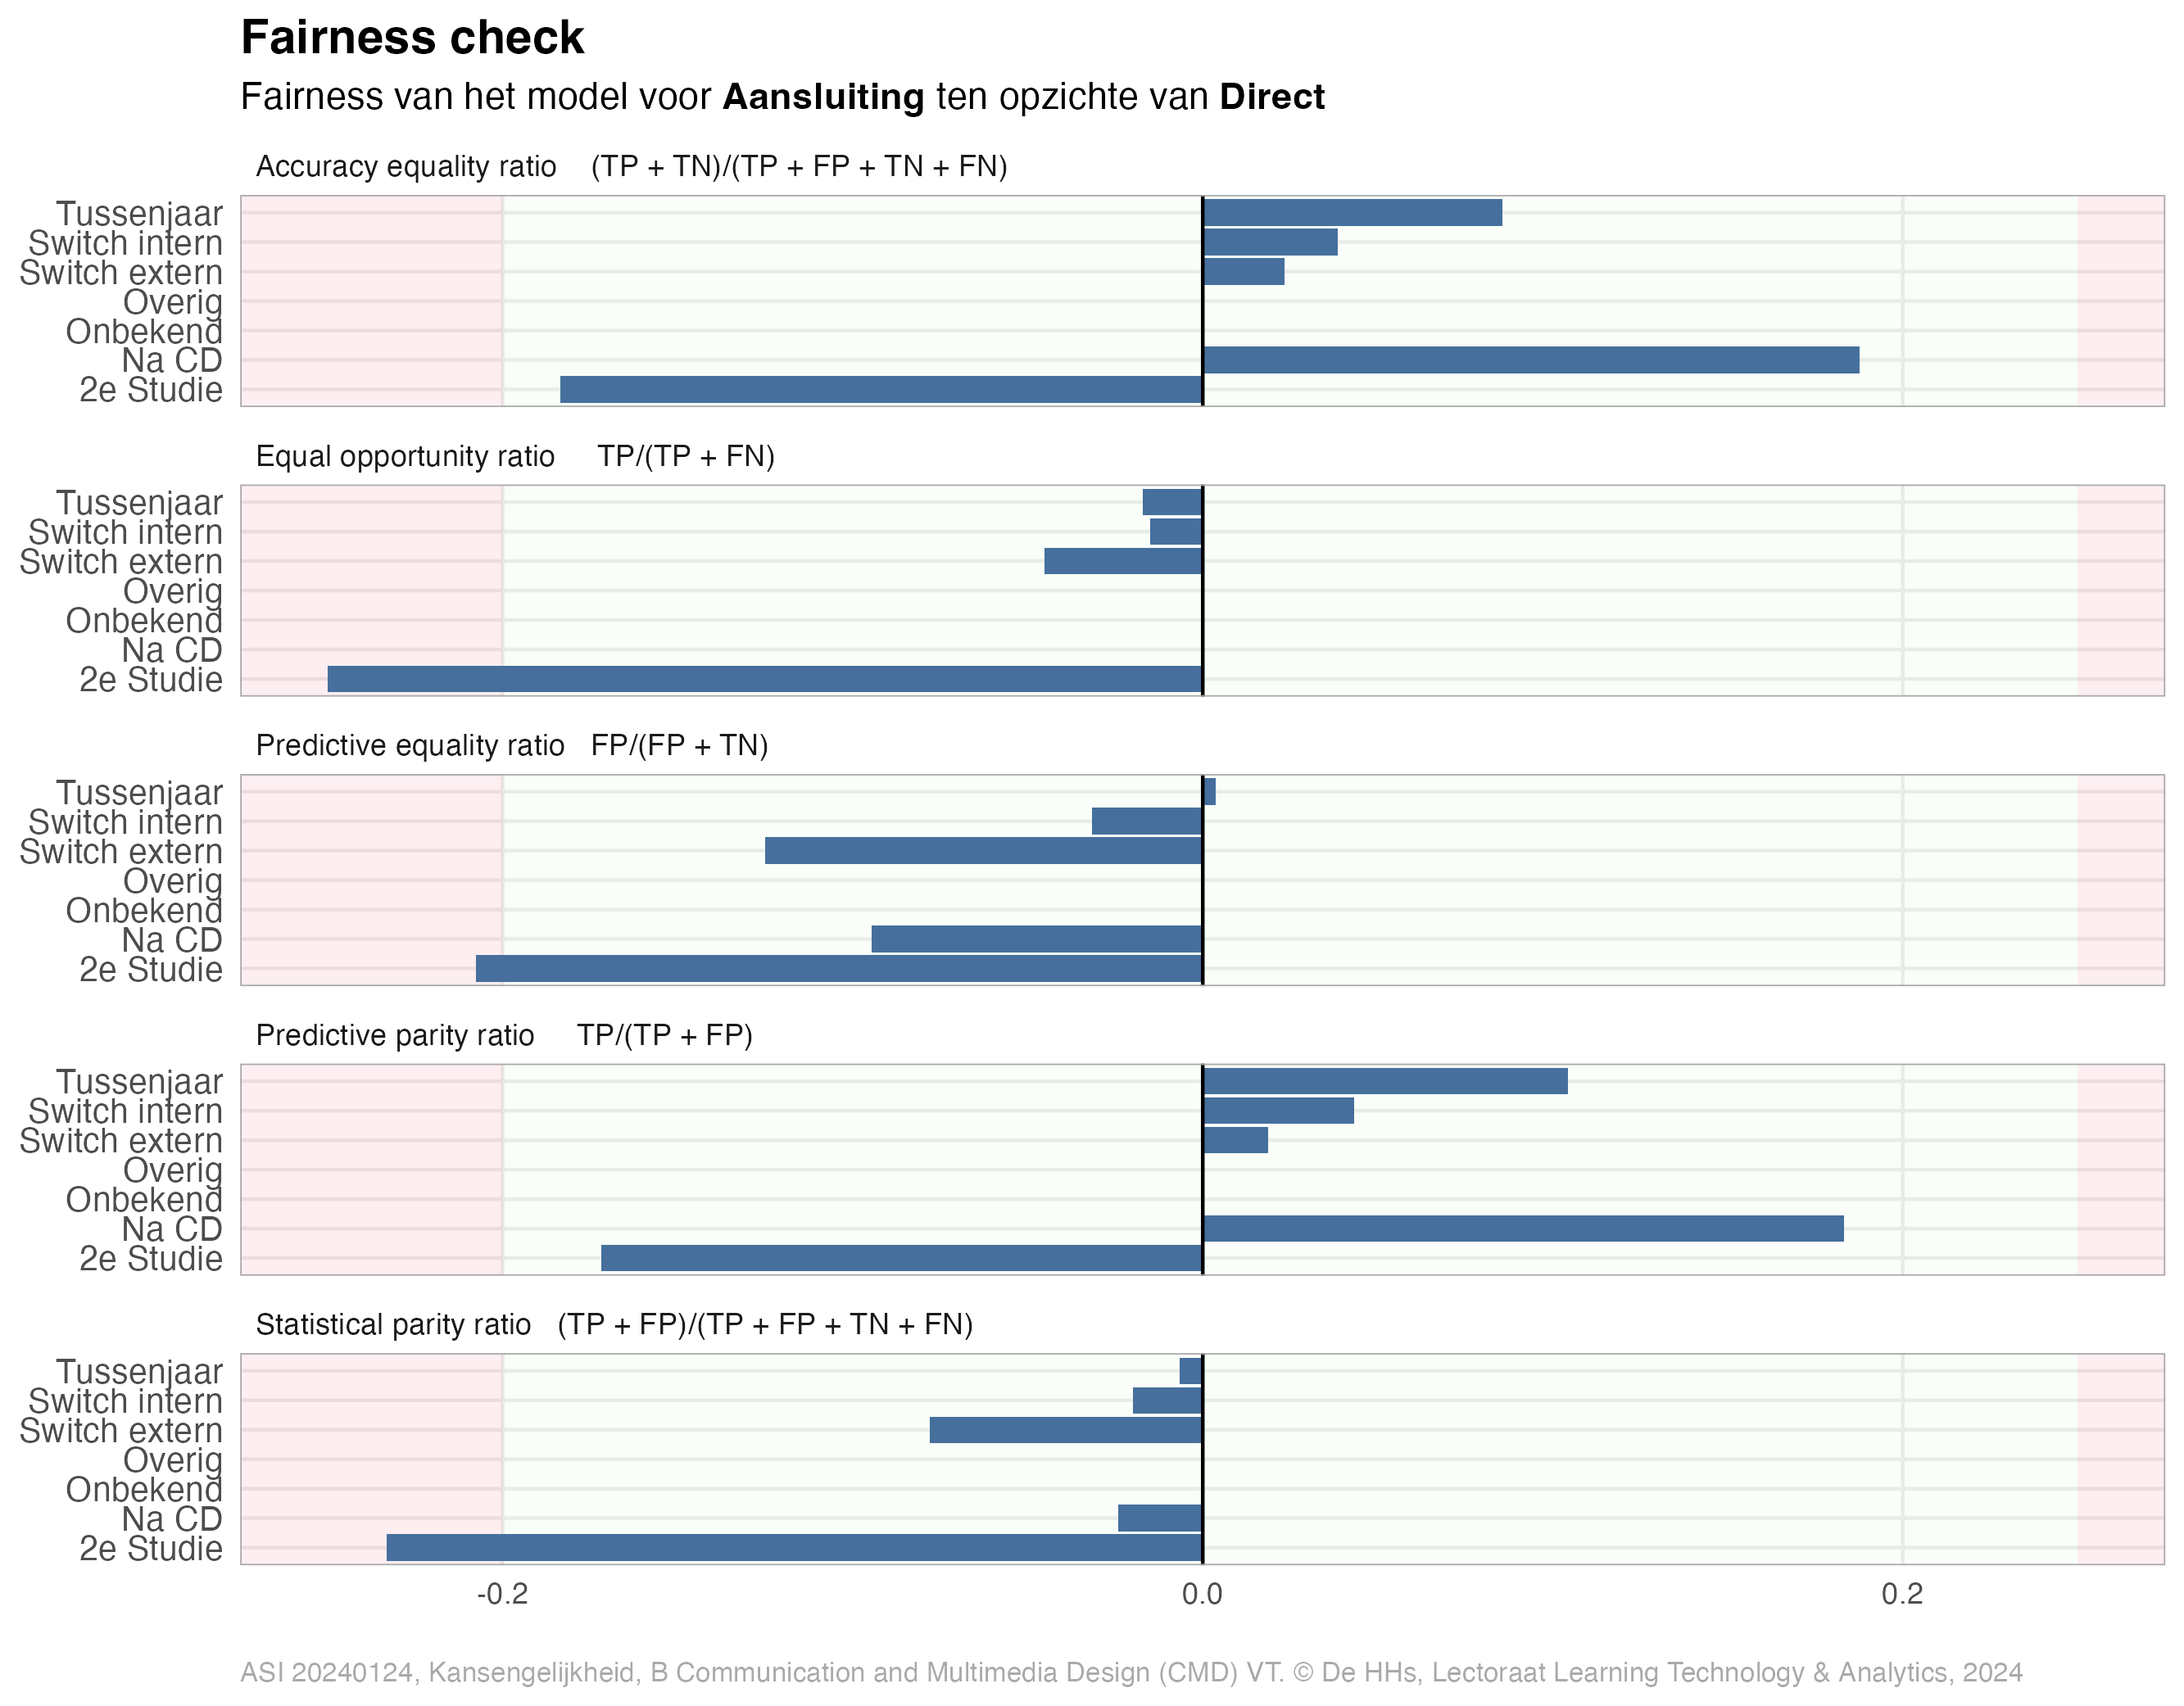 Fairness check
Fairness van het model voor Aansluiting ten opzichte van Direct
Accuracy equality ratio (TP + TN)/(TP + FP + TN + FN)
Tussenjaar
Switch intern
Switch extern
Overig
Onbekend
Na CD
2e Studie
Equal opportunity ratio TP/(TP + FN)
Tussenjaar
Switch intern
Switch extern
Overig
Onbekend
Na CD
2e Studie
Predictive equality ratio FP/(FP + TN)
Tussenjaar
Switch intern
Switch extern
Overig
Onbekend
Na CD
2e Studie
Predictive parity ratio TP/(TP + FP)
Tussenjaar
Switch intern
Switch extern
Overig
Onbekend
Na CD
2e Studie
Statistical parity ratio (TP + FP)/(TP + FP + TN + FN)
Tussenjaar
Switch intern
Switch extern
Overig
Onbekend
Na CD
2e Studie
-0.2 0.0 0.2
ASI 20240124, Kansengelijkheid, B Communication and Multimedia Design (CMD) VT. © De HHs, Lectoraat Learning Technology & Analytics, 2024